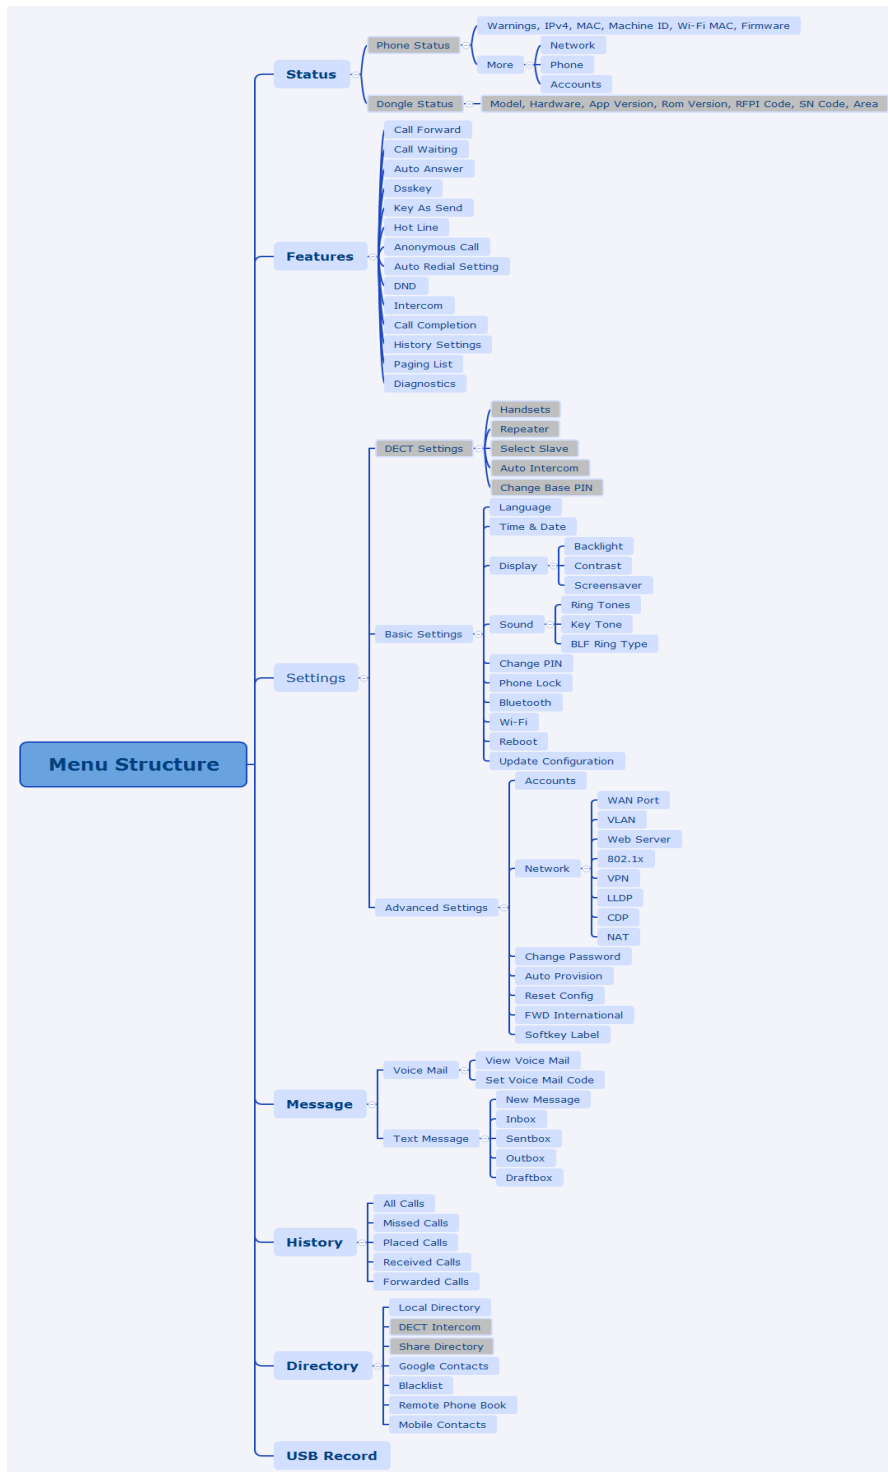 Menu Structure
Status
Phone Status
Warnings, IPv4, MAC, Machine ID, Wi-Fi MAC, Firmware
More
Network
Phone
Accounts
Dongle Status
Model, Hardware, App Version, Rom Version, RFPI Code, SN Code, Area
Features
Call Forward
Call Waiting
Auto Answer
Dsskey
Key As Send
Hot Line
Anonymous Call
Auto Redial Setting
DND
Intercom
Call Completion
History Settings
Paging List
Diagnostics
Settings
DECT Settings
Handsets
Repeater
Select Slave
Auto Intercom
Change Base PIN
Basic Settings
Language
Time & Date
Display
Backlight
Contrast
Screensaver
Sound
Ring Tones
Key Tone
BLF Ring Type
Change PIN
Phone Lock
Bluetooth
Wi-Fi
Reboot
Update Configuration
Advanced Settings
Accounts
Network
WAN Port
VLAN
Web Server
802.1x
VPN
LLDP
CDP
NAT
Change Password
Auto Provision
Reset Config
FWD International
Softkey Label
Message
Voice Mail
View Voice Mail
Set Voice Mail Code
Text Message
New Message
Inbox
Sentbox
Outbox
Draftbox
History
All Calls
Missed Calls
Placed Calls
Received Calls
Forwarded Calls
Directory
Local Directory
DECT Intercom
Share Directory
Google Contacts
Blacklist
Remote Phone Book
Mobile Contacts
USB Record